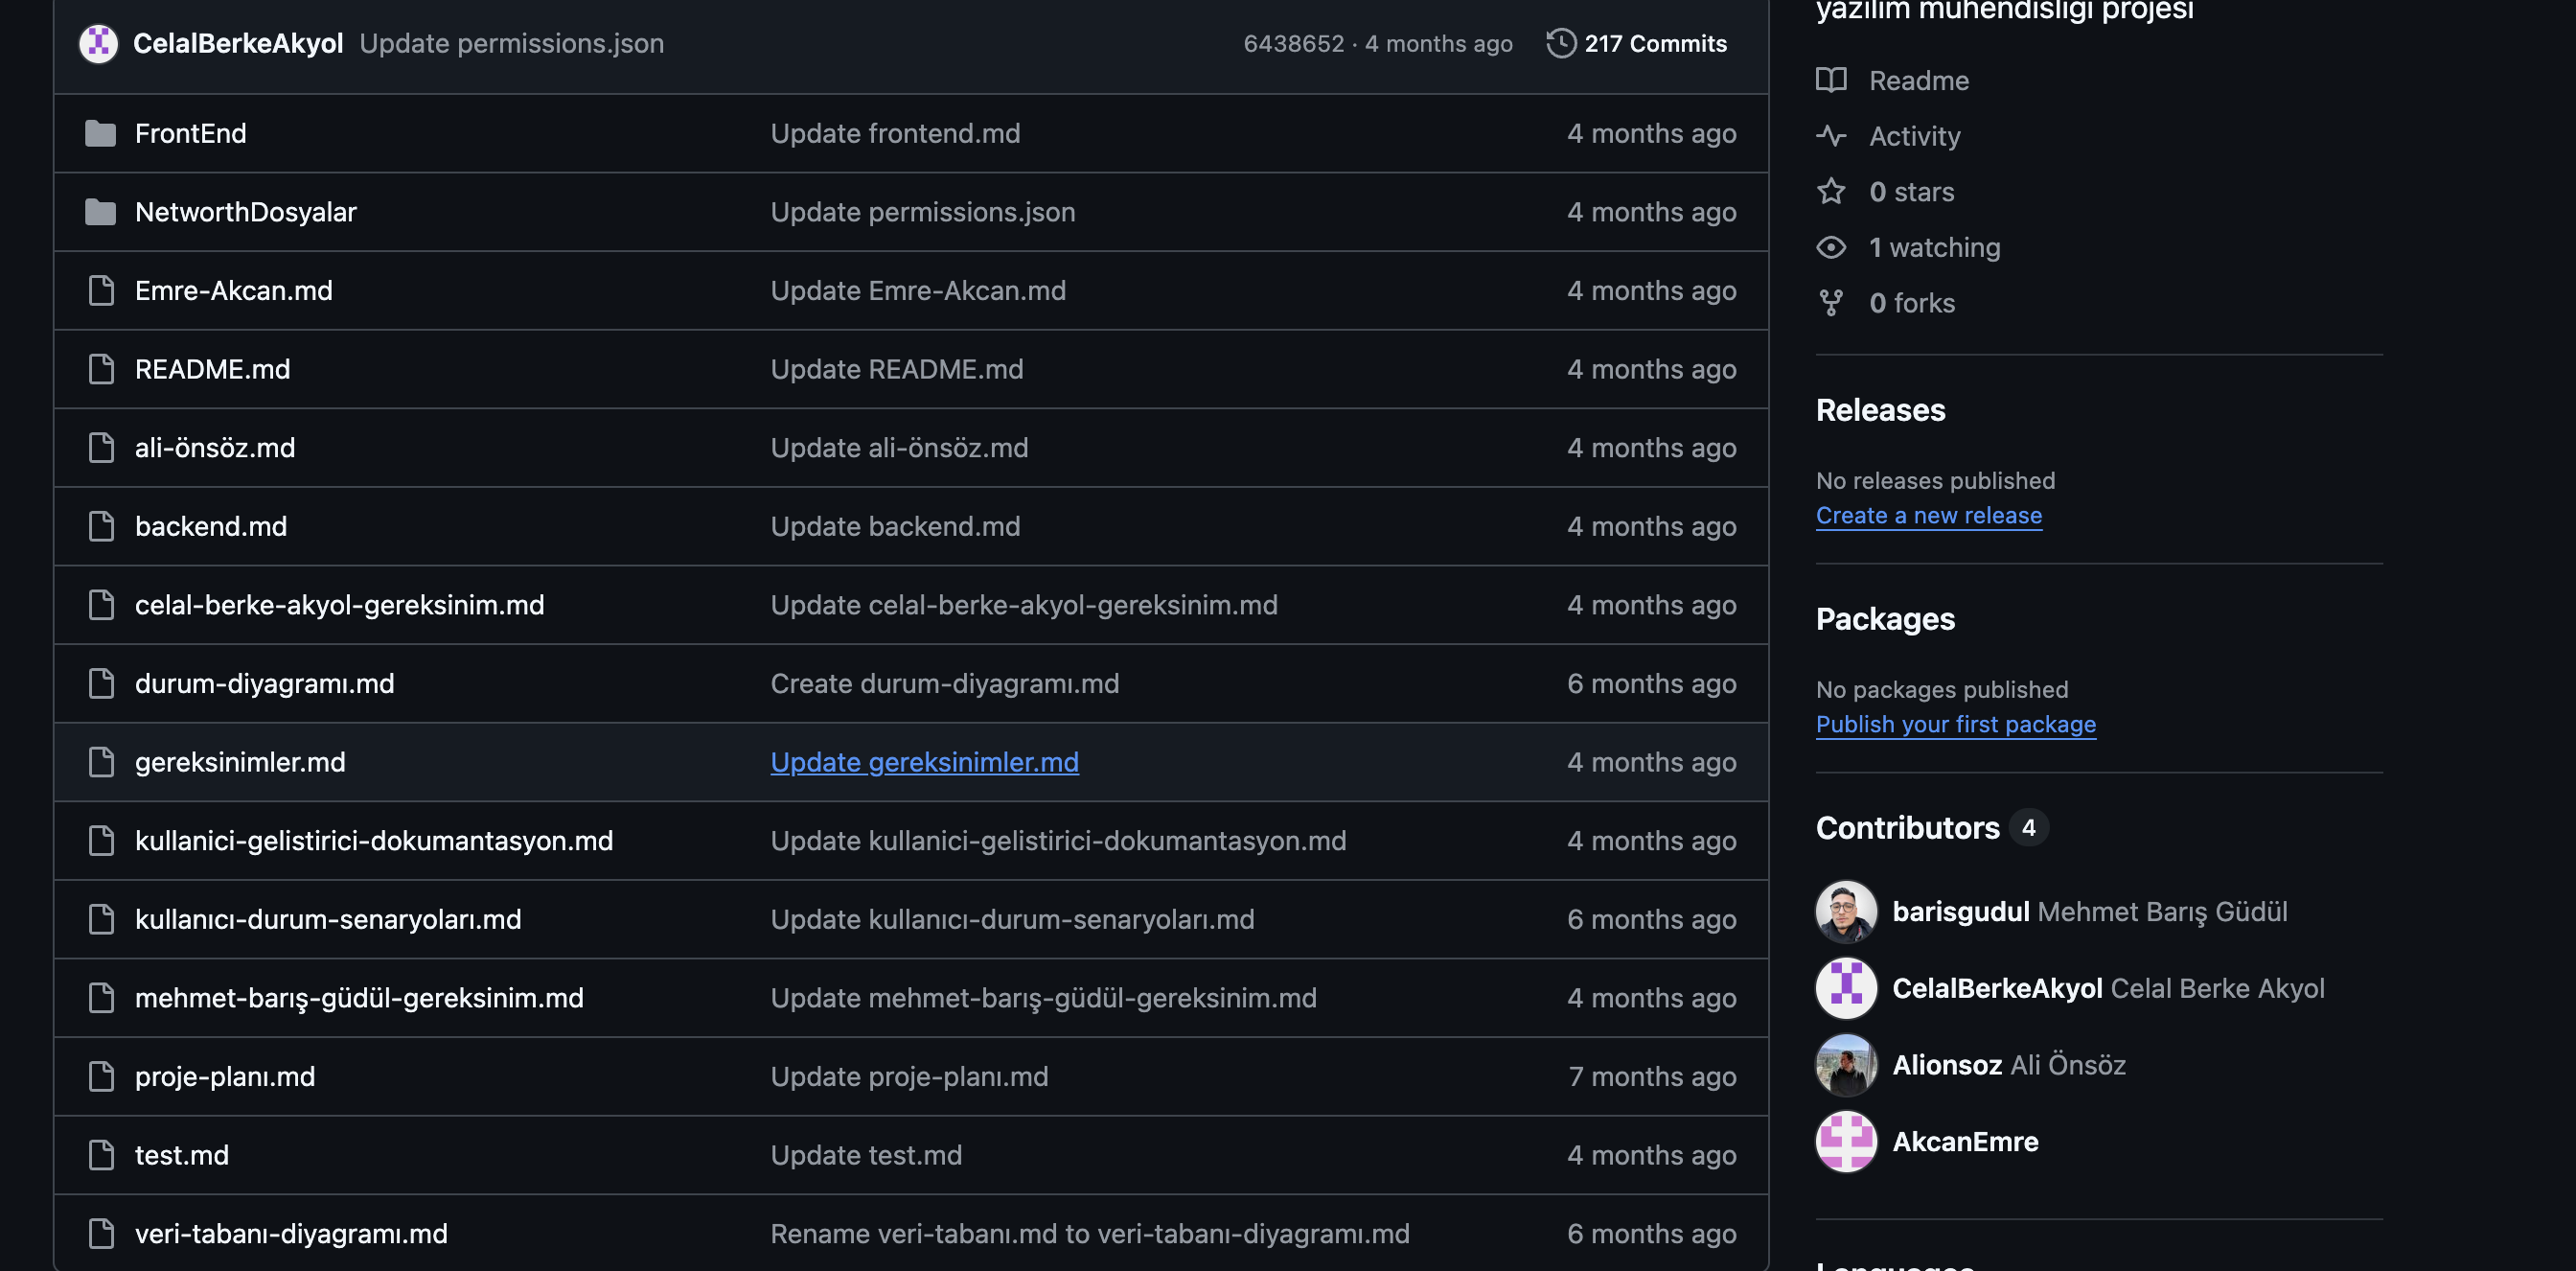 yazılım mühendisliği projesi
CelalBerkeAkyol Update permissions.json 6438652 · 4 months ago 217 Commits
FrontEnd Update frontend.md 4 months ago
NetworthDosyalar Update permissions.json 4 months ago
Emre-Akcan.md Update Emre-Akcan.md 4 months ago
README.md Update README.md 4 months ago
ali-önsöz.md Update ali-önsöz.md 4 months ago
backend.md Update backend.md 4 months ago
celal-berke-akyol-gereksinim.md Update celal-berke-akyol-gereksinim.md 4 months ago
durum-diyagramı.md Create durum-diyagramı.md 6 months ago
gereksinimler.md Update gereksinimler.md 4 months ago
kullanici-gelistirici-dokumantasyon.md Update kullanici-gelistirici-dokumantasyon.md 4 months ago
kullanıcı-durum-senaryoları.md Update kullanıcı-durum-senaryoları.md 6 months ago
mehmet-barış-güdül-gereksinim.md Update mehmet-barış-güdül-gereksinim.md 4 months ago
proje-planı.md Update proje-planı.md 7 months ago
test.md Update test.md 4 months ago
veri-tabanı-diyagramı.md Rename veri-tabanı.md to veri-tabanı-diyagramı.md 6 months ago
Readme
Activity
0 stars
1 watching
0 forks
Releases
No releases published
Create a new release
Packages
No packages published
Publish your first package
Contributors 4
barisgudul Mehmet Barış Güdül
CelalBerkeAkyol Celal Berke Akyol
Alionsoz Ali Önsöz
AkcanEmre
Languages